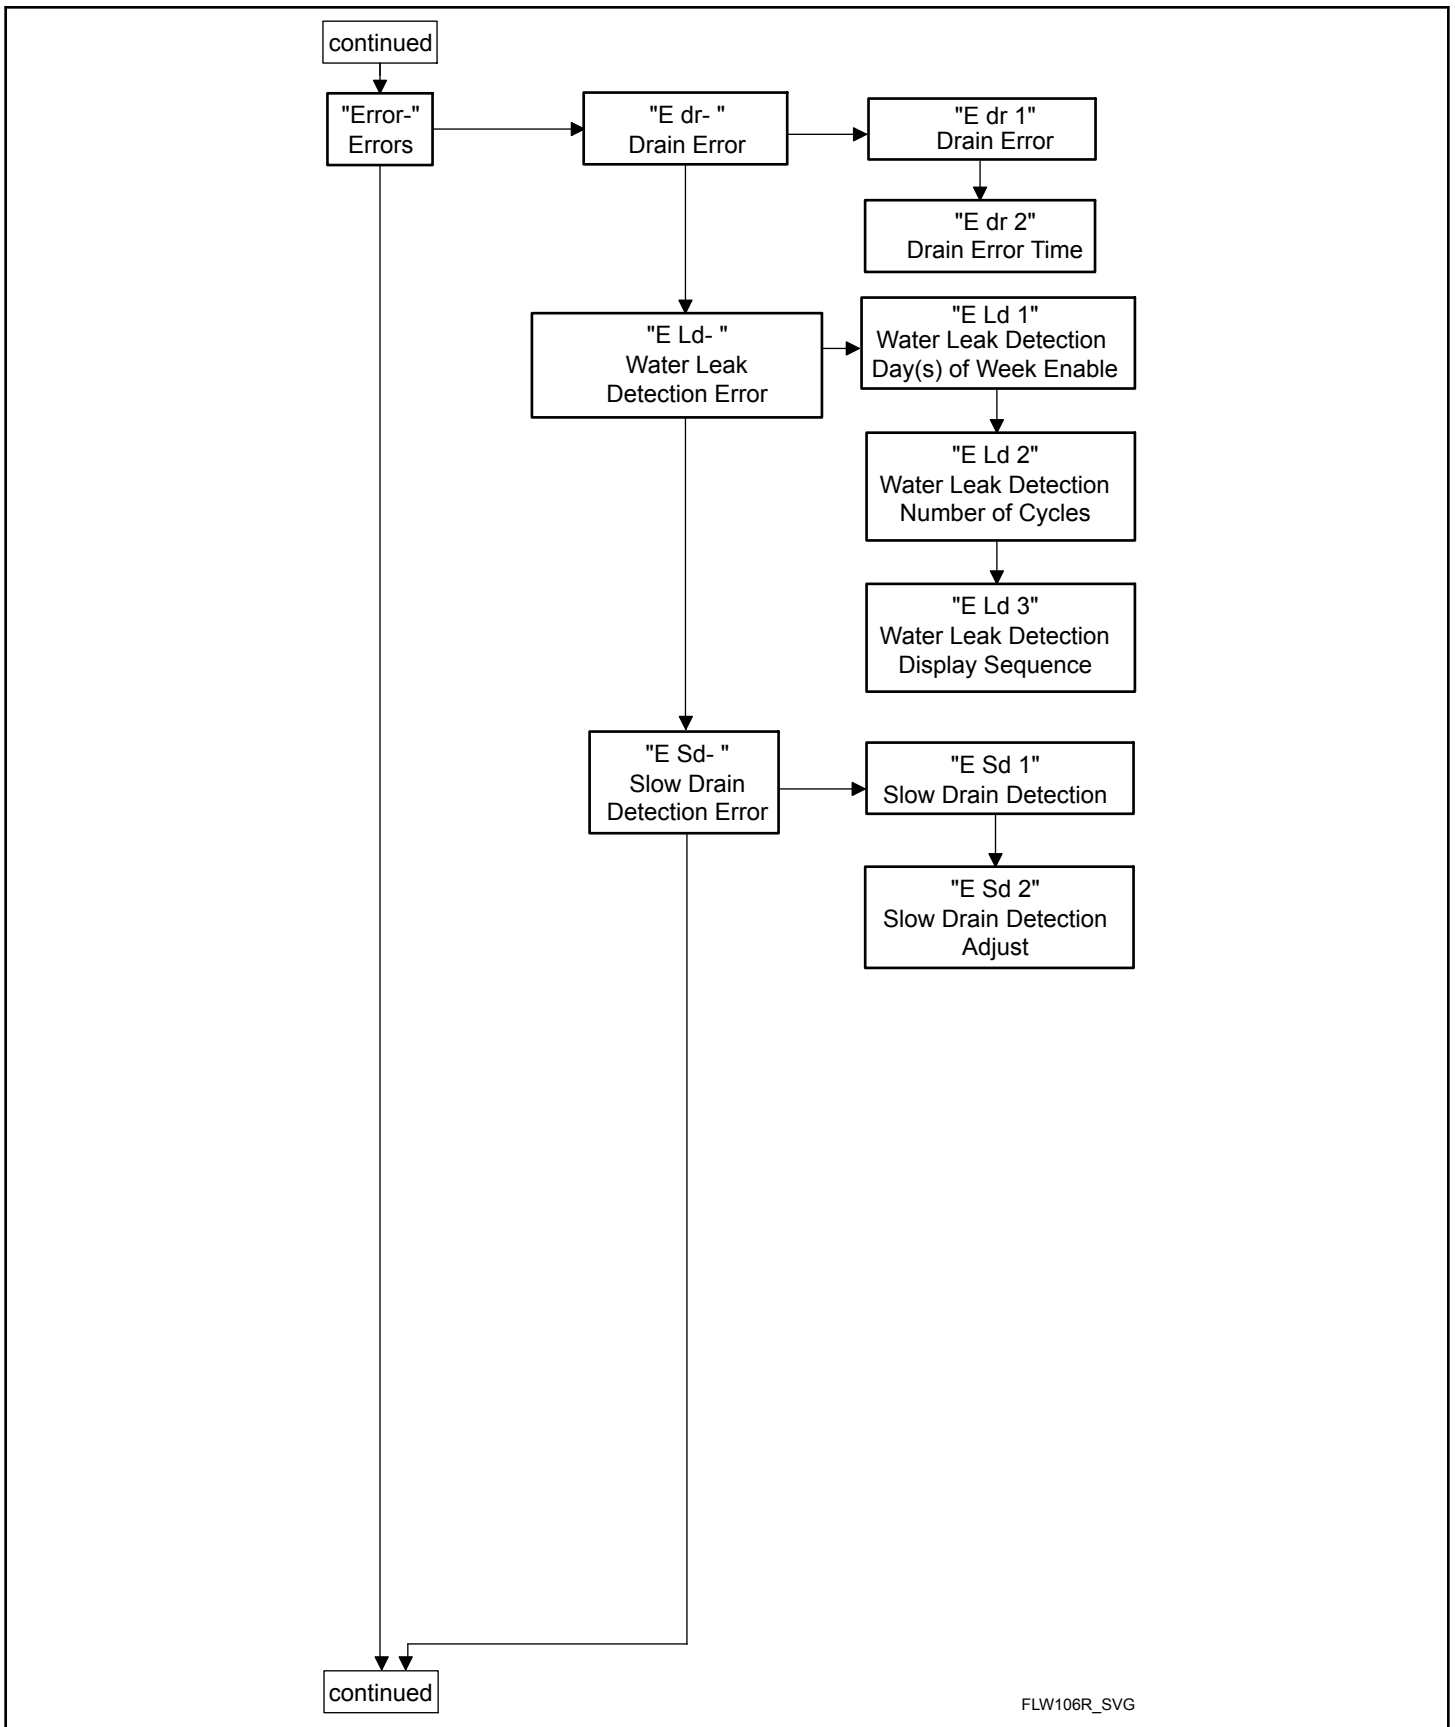 continued
"Error-"
Errors
"E dr- "
Drain Error
"E dr 1"
Drain Error
"E dr 2"
Drain Error Time
"E Ld- "
Water Leak
Detection Error
"E Ld 1"
Water Leak Detection
Day(s) of Week Enable
"E Ld 2"
Water Leak Detection
Number of Cycles
"E Ld 3"
Water Leak Detection
Display Sequence
"E Sd- "
Slow Drain
Detection Error
"E Sd 1"
Slow Drain Detection
"E Sd 2"
Slow Drain Detection
Adjust
continued
FLW106R_SVG